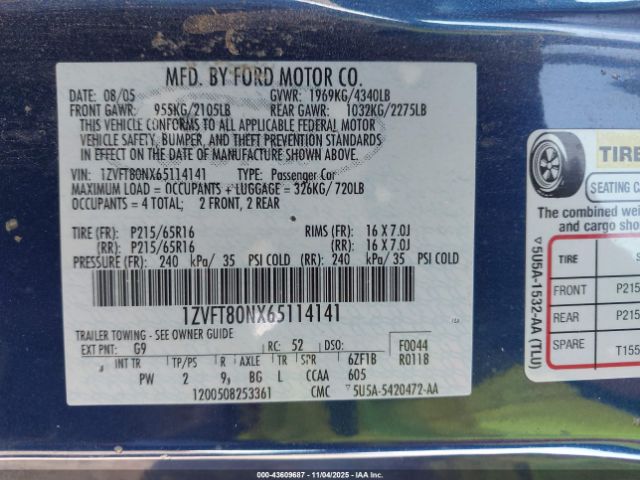 MFD. BY FORD MOTOR CO.
DATE: 08/05 GVWR: 1969KG/4340LB
FRONT GAWR: 955KG/2105LB REAR GAWR: 1032KG/2275LB
THIS VEHICLE CONFORMS TO ALL APPLICABLE FEDERAL MOTOR
VEHICLE SAFETY, BUMPER, AND THEFT PREVENTION STANDARDS
IN EFFECT ON THE DATE OF MANUFACTURE SHOWN ABOVE.
VIN: 1ZVFT80NX65114141 TYPE: Passenger Car
MAXIMUM LOAD = OCCUPANTS + LUGGAGE = 326KG/720LB
OCCUPANTS = 4 TOTAL; 2 FRONT, 2 REAR
TIRE (FR): P215/65R16 RIMS (FR): 16 X 7.0J
(RR): P215/65R16 (RR): 16 X 7.0J
PRESSURE (FR): 240 kPa/ 35 PSI COLD (RR): 240 kPa/ 35 PSI COLD
1ZVFT80NX65114141
TRAILER TOWING - SEE OWNER GUIDE
EXT PNT: G9 RC: 52 DSO: F0044
INT TR TP/PS R AXLE TR SPR 6ZF1B R0118
PW 2 9, BG L CCAA 605
1200508253361 CMC 5U5A-5420472-AA
TIRE
SEATING
The combined
and cargo
5U5A-1532-AA (TLU)
TIRE
FRONT P215
REAR P215
SPARE T155
000-43609687 - 11/04/2025 - IAAI.COM